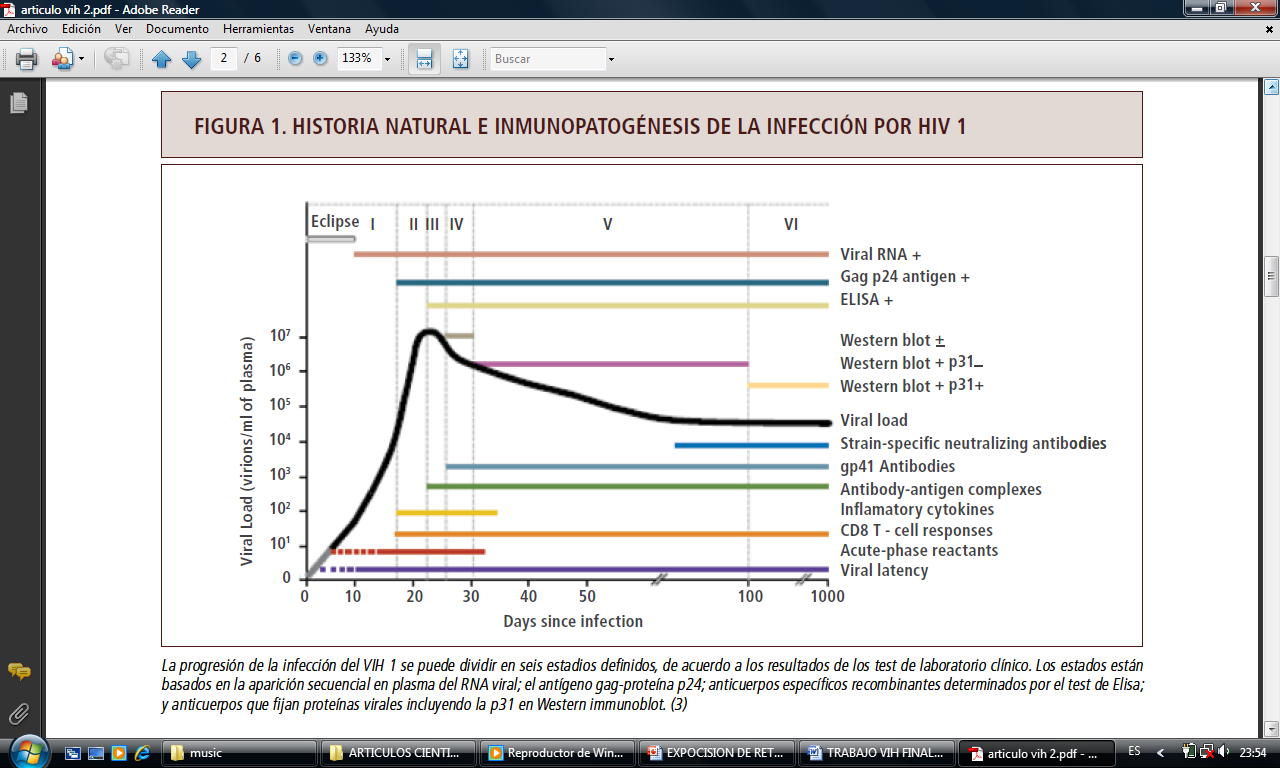 articulo vih 2.pdf - Adobe Reader
Archivo Edición Ver Documento Herramientas Ventana Ayuda
2 / 6 133% Buscar
FIGURA 1. HISTORIA NATURAL E INMUNOPATOGÉNESIS DE LA INFECCIÓN POR HIV 1
Eclipse I II III IV V VI
Viral RNA +
Gag p24 antigen +
ELISA +
Western blot ±
Western blot + p31–
Western blot + p31+
Viral load
Strain-specific neutralizing antibodies
gp41 Antibodies
Antibody-antigen complexes
Inflamatory cytokines
CD8 T - cell responses
Acute-phase reactants
Viral latency
Viral Load (virions/ml of plasma)
10⁷
10⁶
10⁵
10⁴
10³
10²
10¹
0
0 10 20 30 40 50 100 1000
Days since infection
La progresión de la infección del VIH 1 se puede dividir en seis estadios definidos, de acuerdo a los resultados de los test de laboratorio clínico. Los estados están
basados en la aparición secuencial en plasma del RNA viral; el antígeno gag-proteína p24; anticuerpos específicos recombinantes determinados por el test de Elisa;
y anticuerpos que fijan proteínas virales incluyendo la p31 en Western immunoblot. (3)
music ARTICULOS CIENTI... Reproductor de Win... EXPOCISION DE RET... TRABAJO VIH FINAL... articulo vih 2.pdf - ... ES 23:54